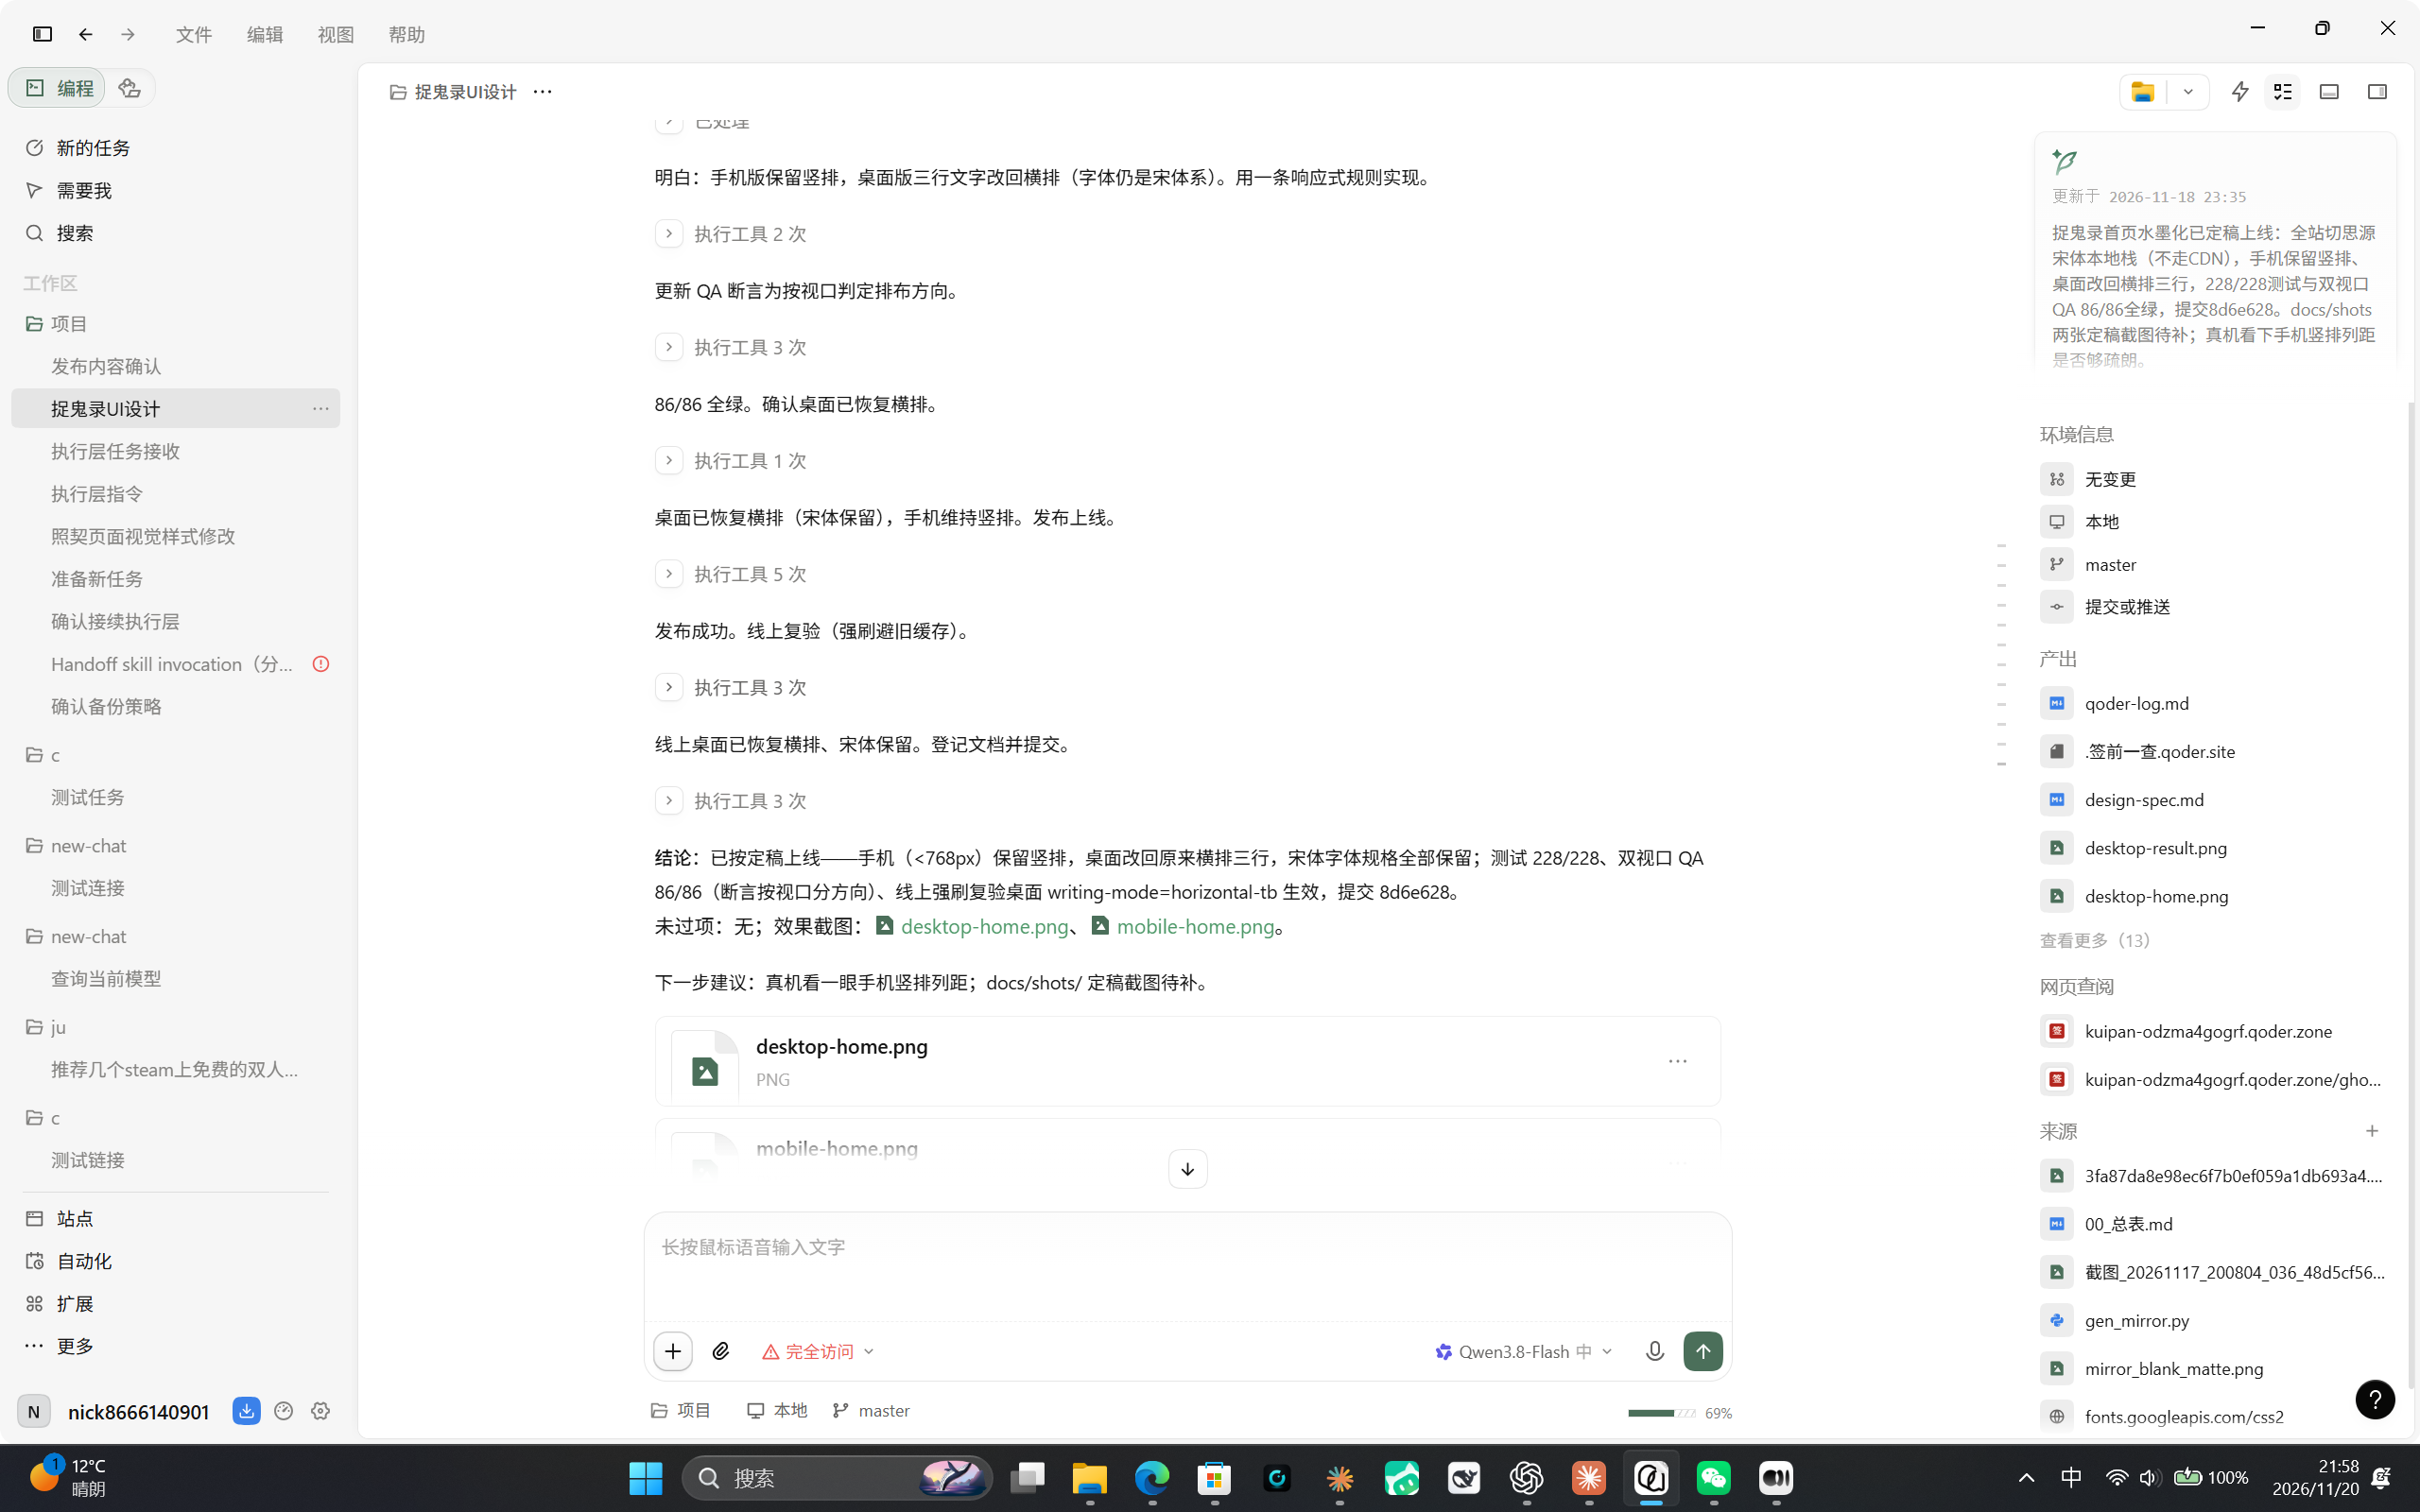 文件 编辑 视图 帮助
编程
新的任务
需要我
搜索
工作区
项目
发布内容确认
捉鬼录UI设计
执行层任务接收
执行层指令
照契页面视觉样式修改
准备新任务
确认接续执行层
Handoff skill invocation（分...
确认备份策略
c
测试任务
new-chat
测试连接
new-chat
查询当前模型
ju
推荐几个steam上免费的双人...
c
测试链接
站点
自动化
扩展
更多
N nick8666140901
捉鬼录UI设计
已处理
明白：手机版保留竖排，桌面版三行文字改回横排（字体仍是宋体系）。用一条响应式规则实现。
执行工具 2 次
更新 QA 断言为按视口判定排布方向。
执行工具 3 次
86/86 全绿。确认桌面已恢复横排。
执行工具 1 次
桌面已恢复横排（宋体保留），手机维持竖排。发布上线。
执行工具 5 次
发布成功。线上复验（强刷避旧缓存）。
执行工具 3 次
线上桌面已恢复横排、宋体保留。登记文档并提交。
执行工具 3 次
结论：已按定稿上线——手机（<768px）保留竖排，桌面改回原来横排三行，宋体字体规格全部保留；测试 228/228、双视口 QA
86/86（断言按视口分方向）、线上强刷复验桌面 writing-mode=horizontal-tb 生效，提交 8d6e628。
未过项：无；效果截图： desktop-home.png、 mobile-home.png。
下一步建议：真机看一眼手机竖排列距；docs/shots/ 定稿截图待补。
desktop-home.png
PNG
mobile-home.png
长按鼠标语音输入文字
完全访问
Qwen3.8-Flash 中
项目 本地 master
69%
更新于 2026-11-18 23:35
捉鬼录首页水墨化已定稿上线：全站切思源
宋体本地栈（不走CDN），手机保留竖排、
桌面改回横排三行，228/228测试与双视口
QA 86/86全绿，提交8d6e628。docs/shots
两张定稿截图待补；真机看下手机竖排列距
是否够疏朗。
环境信息
无变更
本地
master
提交或推送
产出
qoder-log.md
.签前一查.qoder.site
design-spec.md
desktop-result.png
desktop-home.png
查看更多（13）
网页查阅
签 kuipan-odzma4gogrf.qoder.zone
签 kuipan-odzma4gogrf.qoder.zone/gho...
来源
3fa87da8e98ec6f7b0ef059a1db693a4....
00_总表.md
截图_20261117_200804_036_48d5cf56...
gen_mirror.py
mirror_blank_matte.png
fonts.googleapis.com/css2
?
1
12°C
晴朗
搜索
中
100%
21:58
2026/11/20